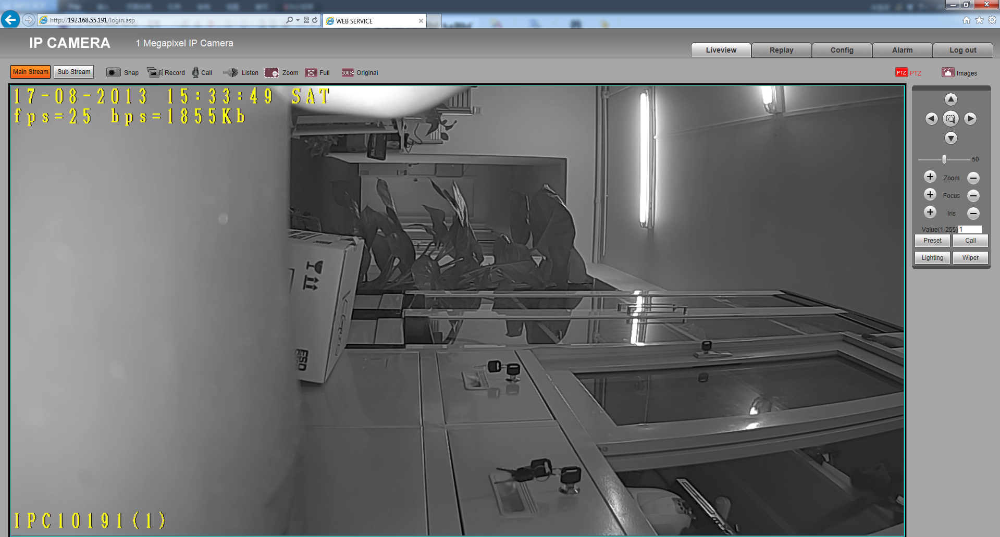 http://192.168.55.191/login.asp
WEB SERVICE
IP CAMERA
1 Megapixel IP Camera
Liveview
Replay
Config
Alarm
Log out
Main Stream
Sub Stream
Snap
Record
Call
Listen
Zoom
Full
100%
Original
PTZ
PTZ
Images
17-08-2013 15:33:49 SAT
fps=25 bps=1855Kb
50
Zoom
Focus
Iris
Value(1-255)
1
Preset
Call
Lighting
Wiper
ESD
IPC10191(1)